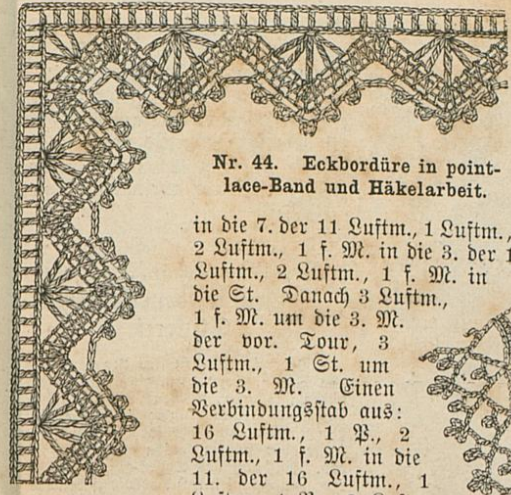 Nr. 44. Eckbordüre in point-
lace-Band und Häkelarbeit.
in die 7. der 11 Luftm., 1 Luftm.,
2 Luftm., 1 f. M. in die 3. der 1
Luftm., 2 Luftm., 1 f. M. in
die St. Danach 3 Luftm.,
1 f. M. um die 3. M.
der vor. Tour, 3
Luftm., 1 St. um
die 3. M. Einen
Verbindungsstab aus:
16 Luftm., 1 P., 2
Luftm., 1 f. M. in die
11. der 16 Luftm., 1